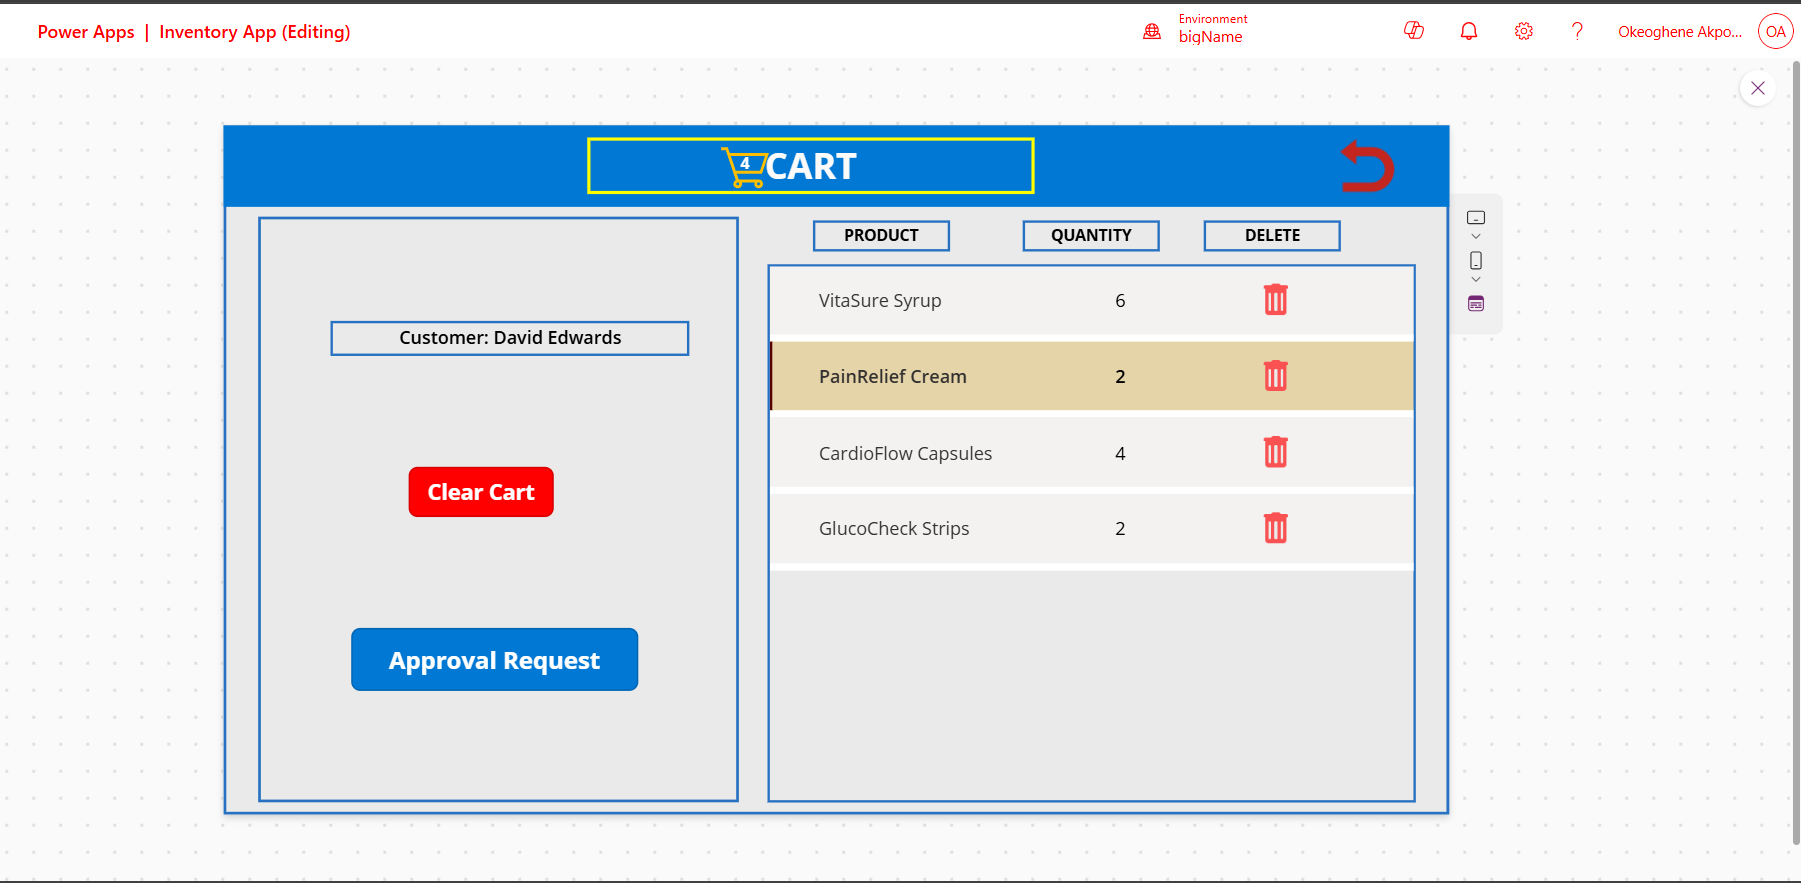 Power Apps | Inventory App (Editing)
Environment
bigName
?
Okeoghene Akpo...
OA
4
CART
Customer: David Edwards
Clear Cart
Approval Request
PRODUCT QUANTITY DELETE
VitaSure Syrup 6
PainRelief Cream 2
CardioFlow Capsules 4
GlucoCheck Strips 2